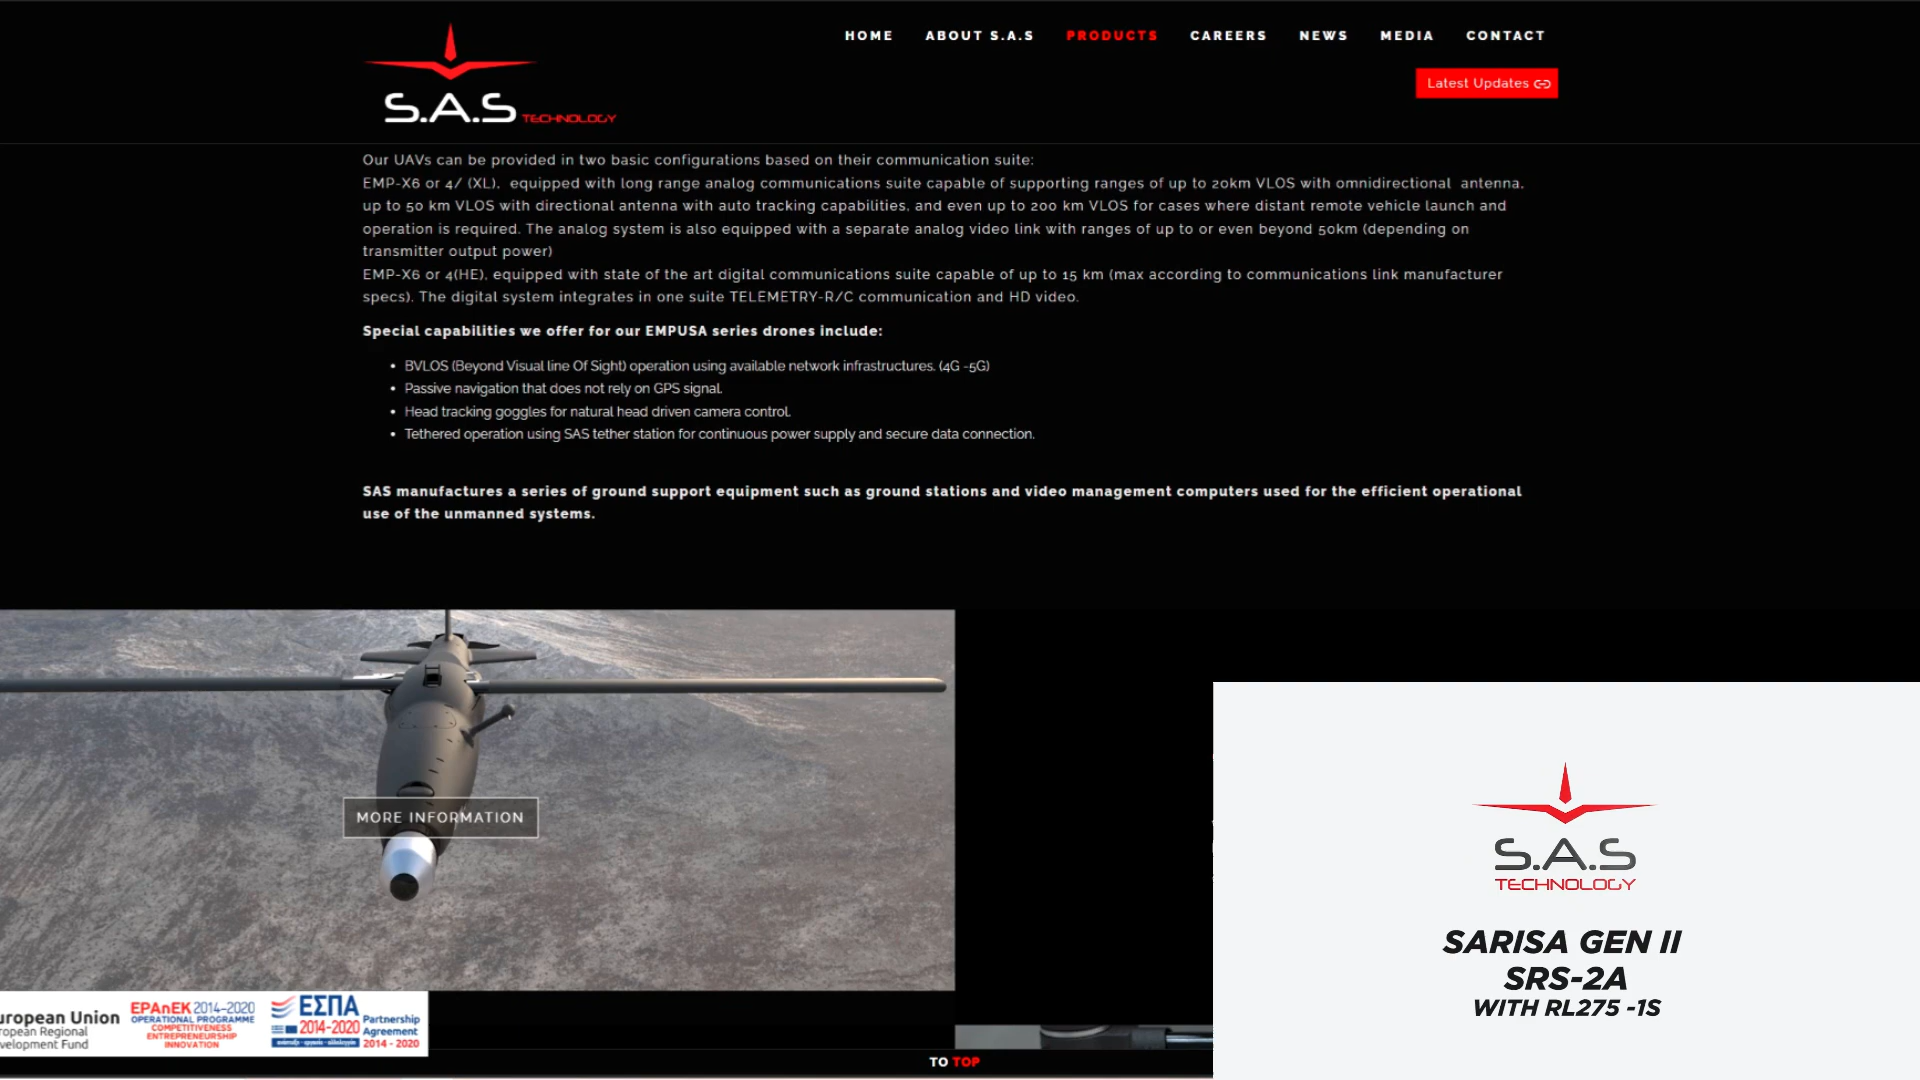 HOME ABOUT S.A.S PRODUCTS CAREERS NEWS MEDIA CONTACT
Latest Updates
S.A.S TECHNOLOGY
Our UAVs can be provided in two basic configurations based on their communication suite:
EMP-X6 or 4/ (XL),  equipped with long range analog communications suite capable of supporting ranges of up to 20km VLOS with omnidirectional  antenna,
up to 50 km VLOS with directional antenna with auto tracking capabilities, and even up to 200 km VLOS for cases where distant remote vehicle launch and
operation is required. The analog system is also equipped with a separate analog video link with ranges of up to or even beyond 50km (depending on
transmitter output power)
EMP-X6 or 4(HE), equipped with state of the art digital communications suite capable of up to 15 km (max according to communications link manufacturer
specs). The digital system integrates in one suite TELEMETRY-R/C communication and HD video.
Special capabilities we offer for our EMPUSA series drones include:
• BVLOS (Beyond Visual line Of Sight) operation using available network infrastructures. (4G -5G)
• Passive navigation that does not rely on GPS signal.
• Head tracking goggles for natural head driven camera control.
• Tethered operation using SAS tether station for continuous power supply and secure data connection.
SAS manufactures a series of ground support equipment such as ground stations and video management computers used for the efficient operational
use of the unmanned systems.
MORE INFORMATION
S.A.S
TECHNOLOGY
SARISA GEN II
SRS-2A
WITH RL275 -1S
uropean Union
ropean Regional
velopment Fund
EPAnEK 2014-2020
OPERATIONAL PROGRAMME
COMPETITIVENESS
ENTREPRENEURSHIP
INNOVATION
ΕΣΠΑ
2014-2020
ανάπτυξη - εργασία - αλληλεγγύη
Partnership
Agreement
2014 - 2020
TO TOP